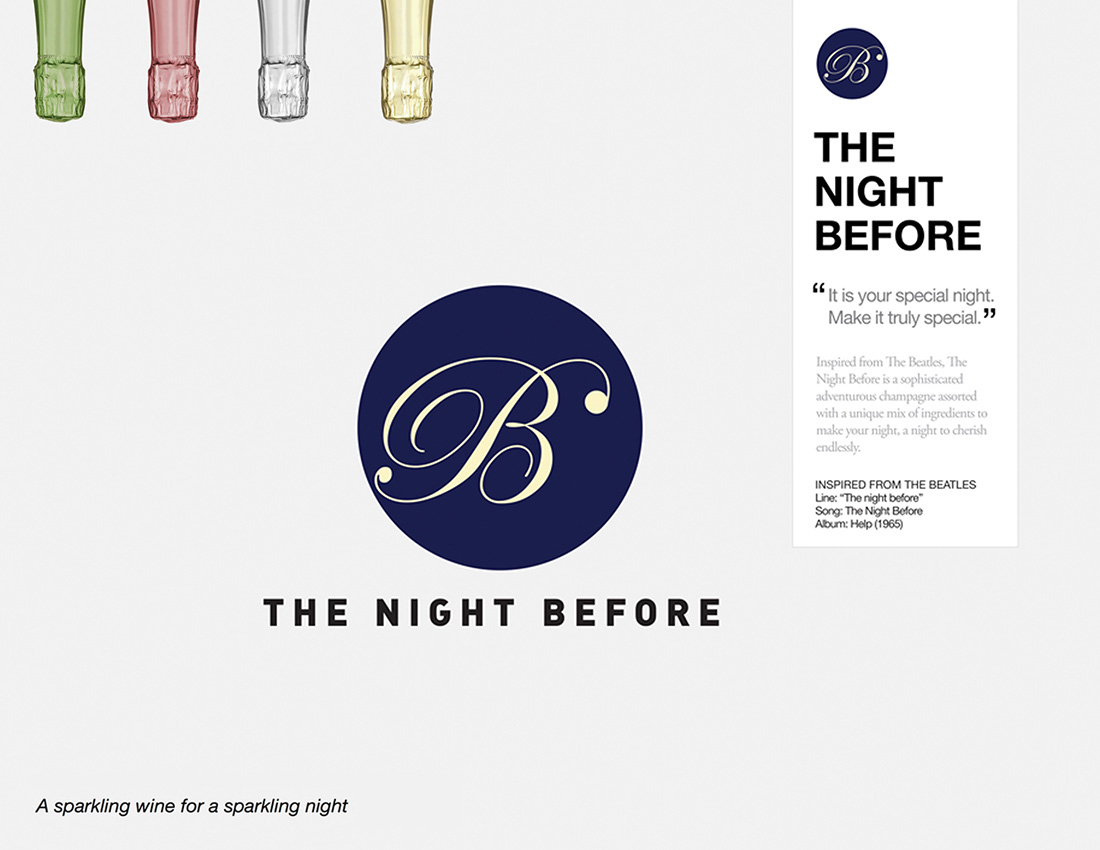 B
THE
NIGHT
BEFORE
“It is your special night.
Make it truly special.”
Inspired from The Beatles, The
Night Before is a sophisticated
adventurous champagne assorted
with a unique mix of ingredients to
make your night, a night to cherish
endlessly.
INSPIRED FROM THE BEATLES
Line: “The night before”
Song: The Night Before
Album: Help (1965)
B
THE NIGHT BEFORE
A sparkling wine for a sparkling night